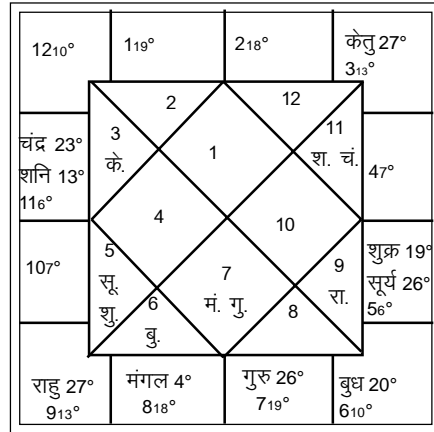 12 10°
1 19°
2 18°
केतु 27°
3 13°
2
12
3
के.
1
11
श. चं.
चंद्र 23°
शनि 13°
11 6°
4 7°
4
10
10 7°
5
सू.
शु.
6
बु.
7
मं. गु.
8
9
रा.
शुक्र 19°
सूर्य 26°
5 6°
राहु 27°
9 13°
मंगल 4°
8 18°
गुरु 26°
7 19°
बुध 20°
6 10°